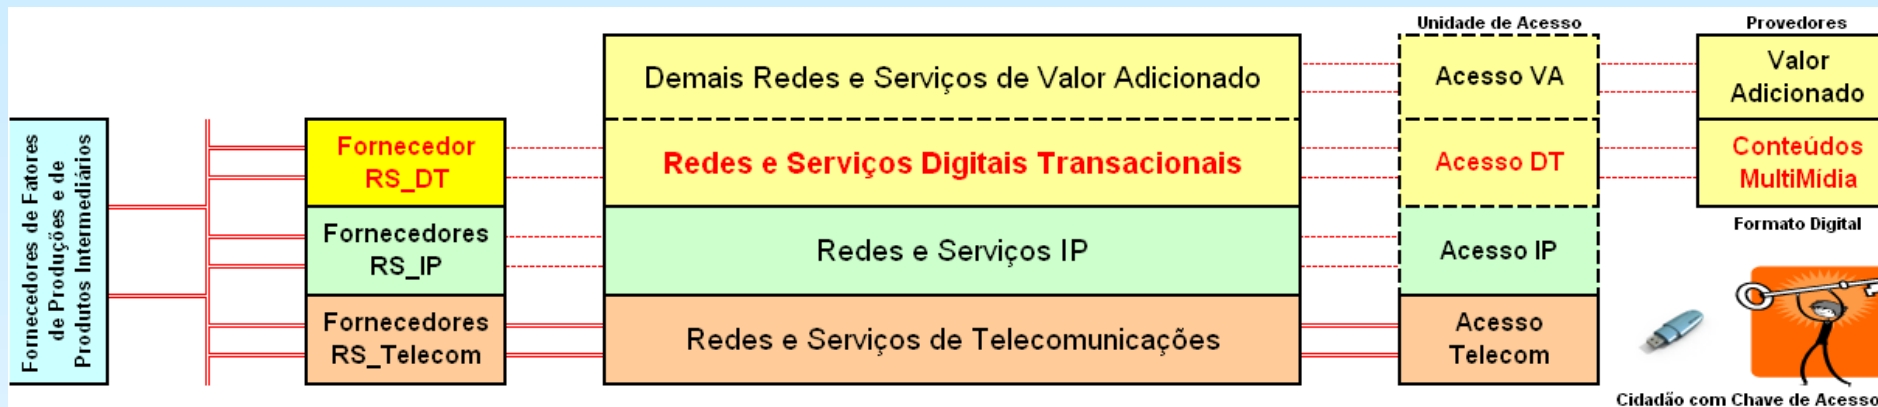 Fornecedores de Fatores
de Produções e de
Produtos Intermediários
Fornecedor
RS_DT
Fornecedores
RS_IP
Fornecedores
RS_Telecom
Demais Redes e Serviços de Valor Adicionado
Redes e Serviços Digitais Transacionais
Redes e Serviços IP
Redes e Serviços de Telecomunicações
Unidade de Acesso
Acesso VA
Acesso DT
Acesso IP
Acesso
Telecom
Provedores
Valor
Adicionado
Conteúdos
MultiMídia
Formato Digital
Cidadão com Chave de Acesso